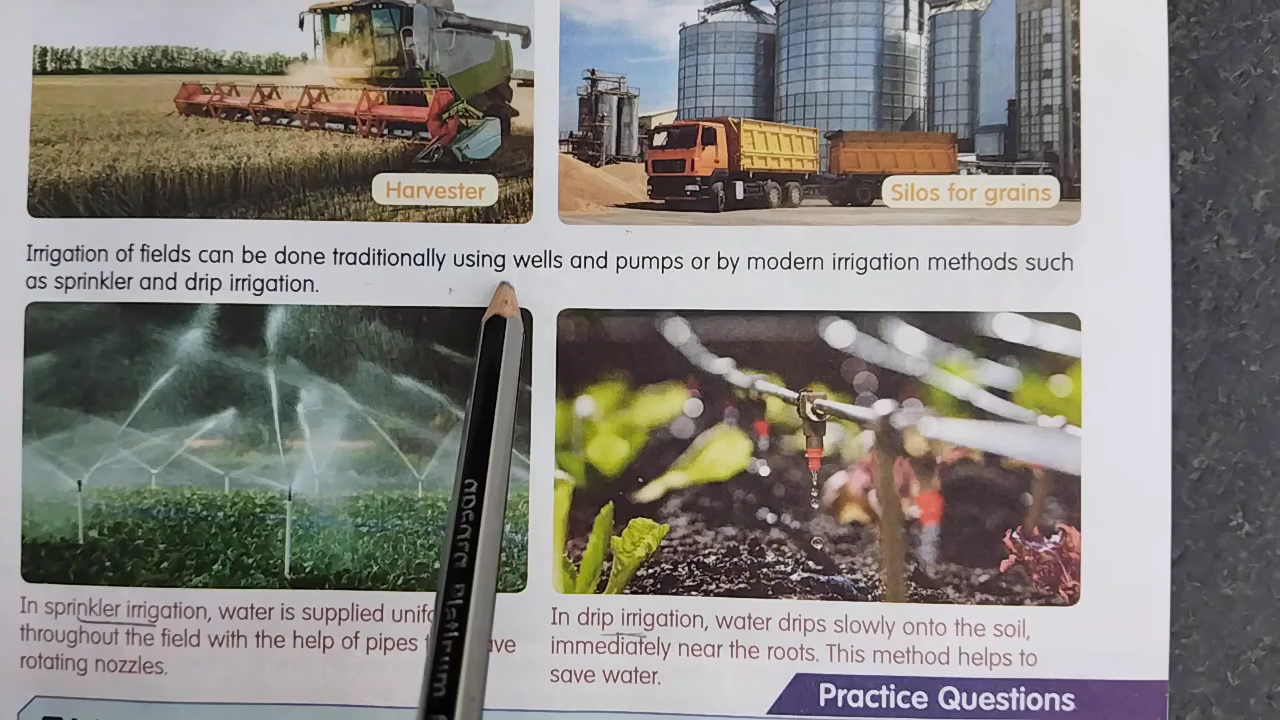 Harvester
Silos for grains
Irrigation of fields can be done traditionally using wells and pumps or by modern irrigation methods such
as sprinkler and drip irrigation.
In sprinkler irrigation, water is supplied
throughout the field with the help of pipes
rotating nozzles.
In drip irrigation, water drips slowly onto the soil,
immediately near the roots. This method helps to
save water.
Practice Questions
apsara Platinum